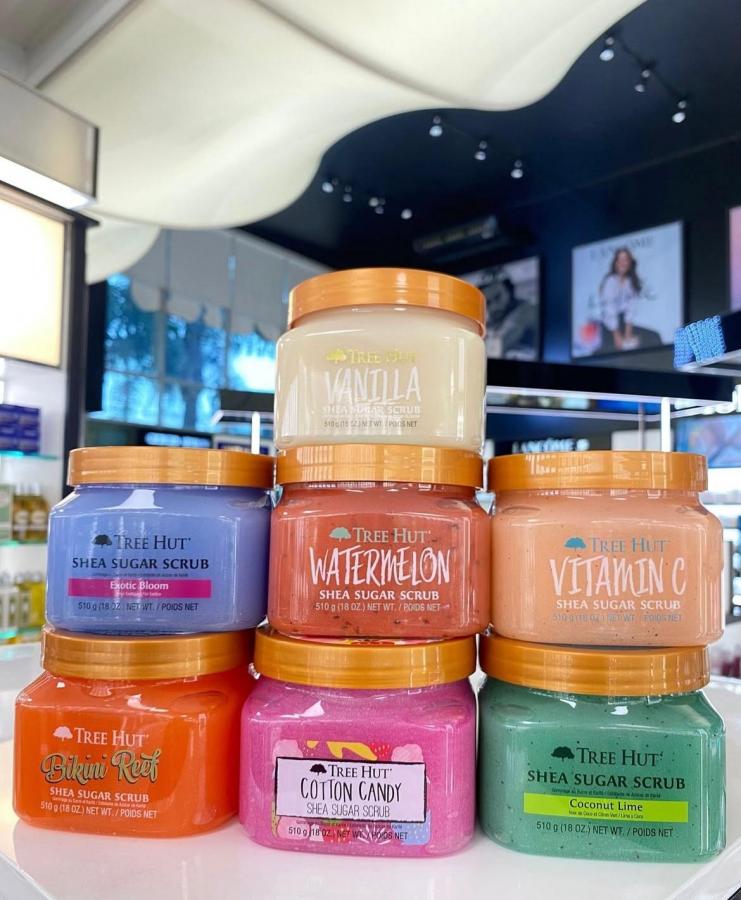 LANCÔME
TREE HUT
VANILLA
SHEA SUGAR SCRUB
510 g (18 OZ.) NET WT. / POIDS NET
TREE HUT
SHEA SUGAR SCRUB
Exotic Bloom
510 g (18 OZ.) NET WT. / POIDS NET
TREE HUT
WATERMELON
SHEA SUGAR SCRUB
510 g (18 OZ.) NET WT. / POIDS NET
TREE HUT
VITAMIN C
SHEA SUGAR SCRUB
510 g (18 OZ.) NET WT. / POIDS NET
TREE HUT
Bikini Reef
SHEA SUGAR SCRUB
510 g (18 OZ.) NET WT. / POIDS NET
TREE HUT
COTTON CANDY
SHEA SUGAR SCRUB
510 g (18 OZ.) NET WT. / POIDS NET
TREE HUT
SHEA SUGAR SCRUB
Coconut Lime
510 g (18 OZ.) NET WT. / POIDS NET